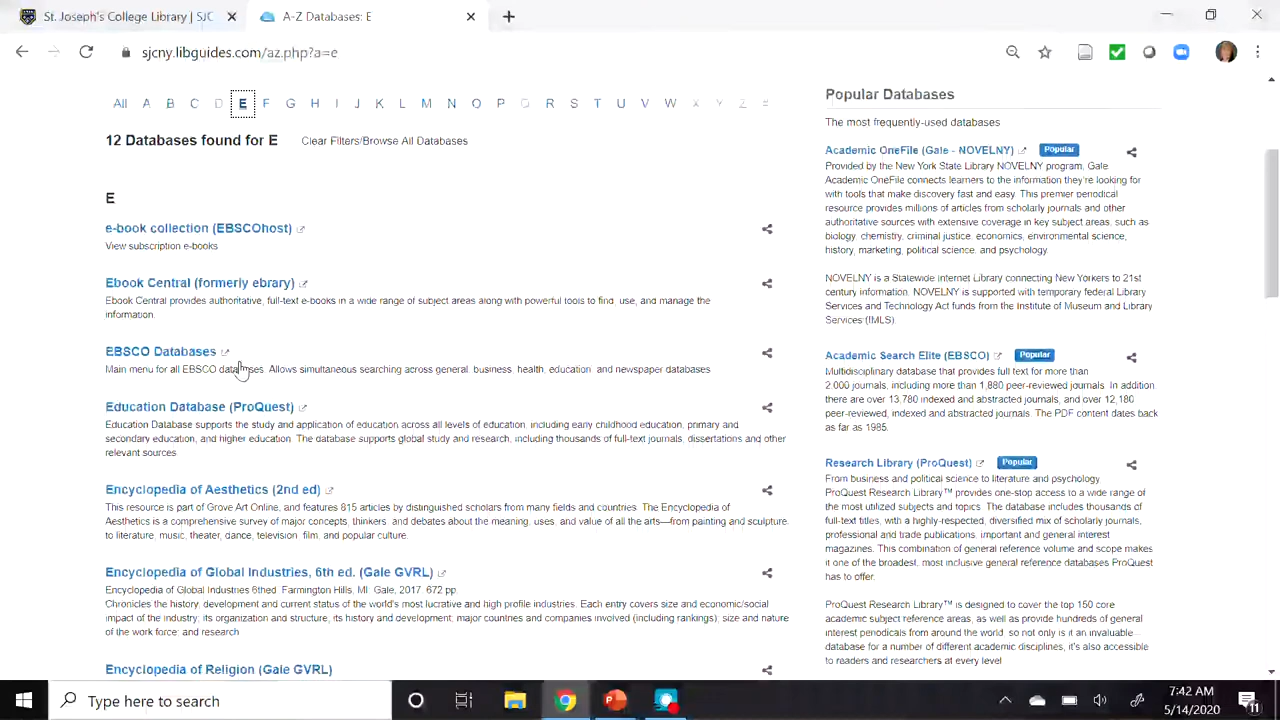 St. Joseph's College Library | SJC
A-Z Databases: E
sjcny.libguides.com/az.php?a=e
All A B C D E F G H I J K L M N O P Q R S T U V W X Y Z #
12 Databases found for E Clear Filters/Browse All Databases
E
e-book collection (EBSCOhost)
View subscription e-books
Ebook Central (formerly ebrary)
Ebook Central provides authoritative, full-text e-books in a wide range of subject areas along with powerful tools to find, use, and manage the
information.
EBSCO Databases
Main menu for all EBSCO databases. Allows simultaneous searching across general, business, health, education, and newspaper databases
Education Database (ProQuest)
Education Database supports the study and application of education across all levels of education, including early childhood education, primary and
secondary education, and higher education. The database supports global study and research, including thousands of full-text journals, dissertations and other
relevant sources
Encyclopedia of Aesthetics (2nd ed)
This resource is part of Grove Art Online, and features 815 articles by distinguished scholars from many fields and countries. The Encyclopedia of
Aesthetics is a comprehensive survey of major concepts, thinkers, and debates about the meaning, uses, and value of all the arts—from painting and sculpture
to literature, music, theater, dance, television, film, and popular culture.
Encyclopedia of Global Industries, 6th ed. (Gale GVRL)
Encyclopedia of Global Industries 6thed. Farmington Hills, MI: Gale, 2017. 672 pp.
Chronicles the history, development and current status of the world's most lucrative and high profile industries. Each entry covers size and economic/social
impact of the industry; its organization and structure, its history and development; major countries and companies involved (including rankings); size and nature
of the work force; and research
Encyclopedia of Religion (Gale GVRL)
Popular Databases
The most frequently-used databases
Academic OneFile (Gale - NOVELNY) Popular
Provided by the New York State Library NOVELNY program, Gale
Academic OneFile connects learners to the information they're looking for
with tools that make discovery fast and easy. This premier periodical
resource provides millions of articles from scholarly journals and other
authoritative sources with extensive coverage in key subject areas, such as
biology, chemistry, criminal justice, economics, environmental science,
history, marketing, political science, and psychology.
NOVELNY is a Statewide Internet Library connecting New Yorkers to 21st
century information. NOVELNY is supported with temporary federal Library
Services and Technology Act funds from the Institute of Museum and Library
Services (IMLS).
Academic Search Elite (EBSCO) Popular
Multidisciplinary database that provides full text for more than
2,000 journals, including more than 1,880 peer-reviewed journals. In addition,
there are over 13,780 indexed and abstracted journals, and over 12,180
peer-reviewed, indexed and abstracted journals. The PDF content dates back
as far as 1985.
Research Library (ProQuest) Popular
From business and political science to literature and psychology,
ProQuest Research Library™ provides one-stop access to a wide range of
the most utilized subjects and topics. The database includes thousands of
full-text titles, with a highly-respected, diversified mix of scholarly journals,
professional and trade publications, important and general interest
magazines. This combination of general reference volume and scope makes
it one of the broadest, most inclusive general reference databases ProQuest
has to offer.
ProQuest Research Library™ is designed to cover the top 150 core
academic subject reference areas, as well as provide hundreds of general
interest periodicals from around the world, so not only is it an invaluable
database for a number of different academic disciplines, it's also accessible
to readers and researchers at every level
Type here to search
7:42 AM
5/14/2020
11